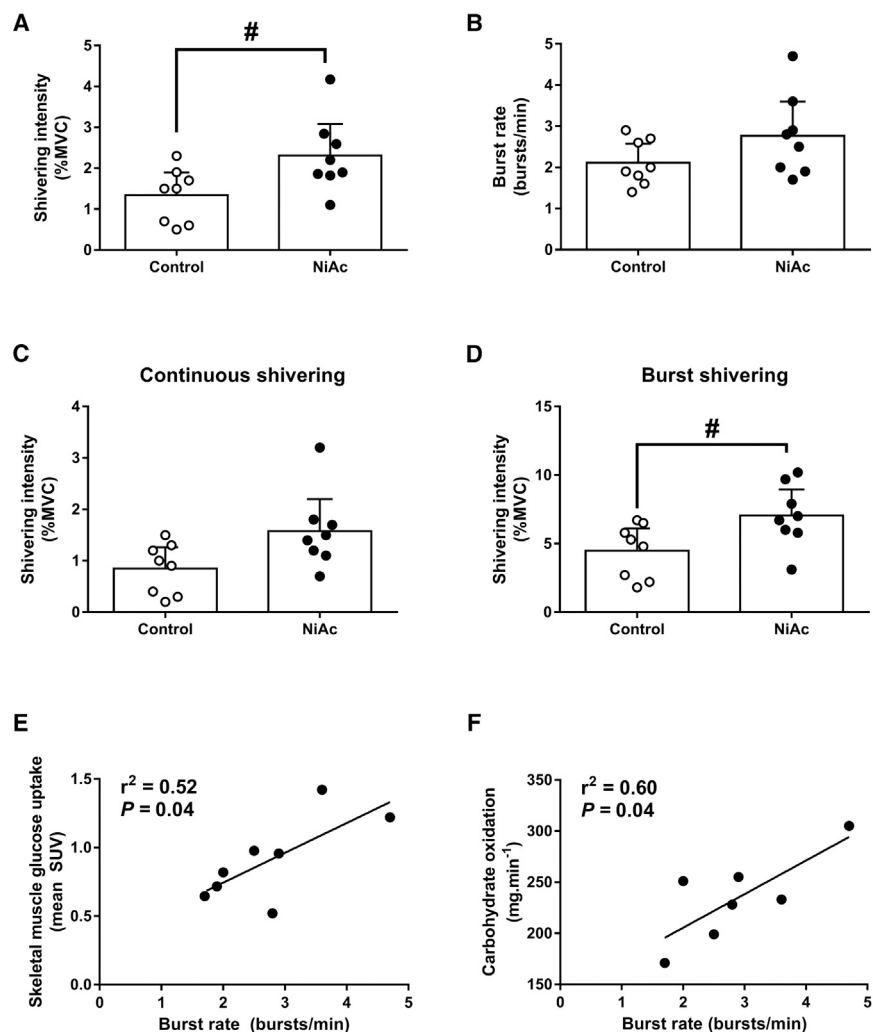 A
#
Shivering intensity
(%MVC)
5
4
3
2
1
0
Control
NiAc
B
Burst rate
(bursts/min)
5
4
3
2
1
0
Control
NiAc
C
Continuous shivering
Shivering intensity
(%MVC)
4
3
2
1
0
Control
NiAc
D
Burst shivering
#
Shivering intensity
(%MVC)
15
10
5
0
Control
NiAc
E
r² = 0.52
P = 0.04
Skeletal muscle glucose uptake
(mean SUV)
1.5
1.0
0.5
0.0
0 1 2 3 4 5
Burst rate (bursts/min)
F
r² = 0.60
P = 0.04
Carbohydrate oxidation
(mg.min⁻¹)
350
300
250
200
150
0 1 2 3 4 5
Burst rate (bursts/min)